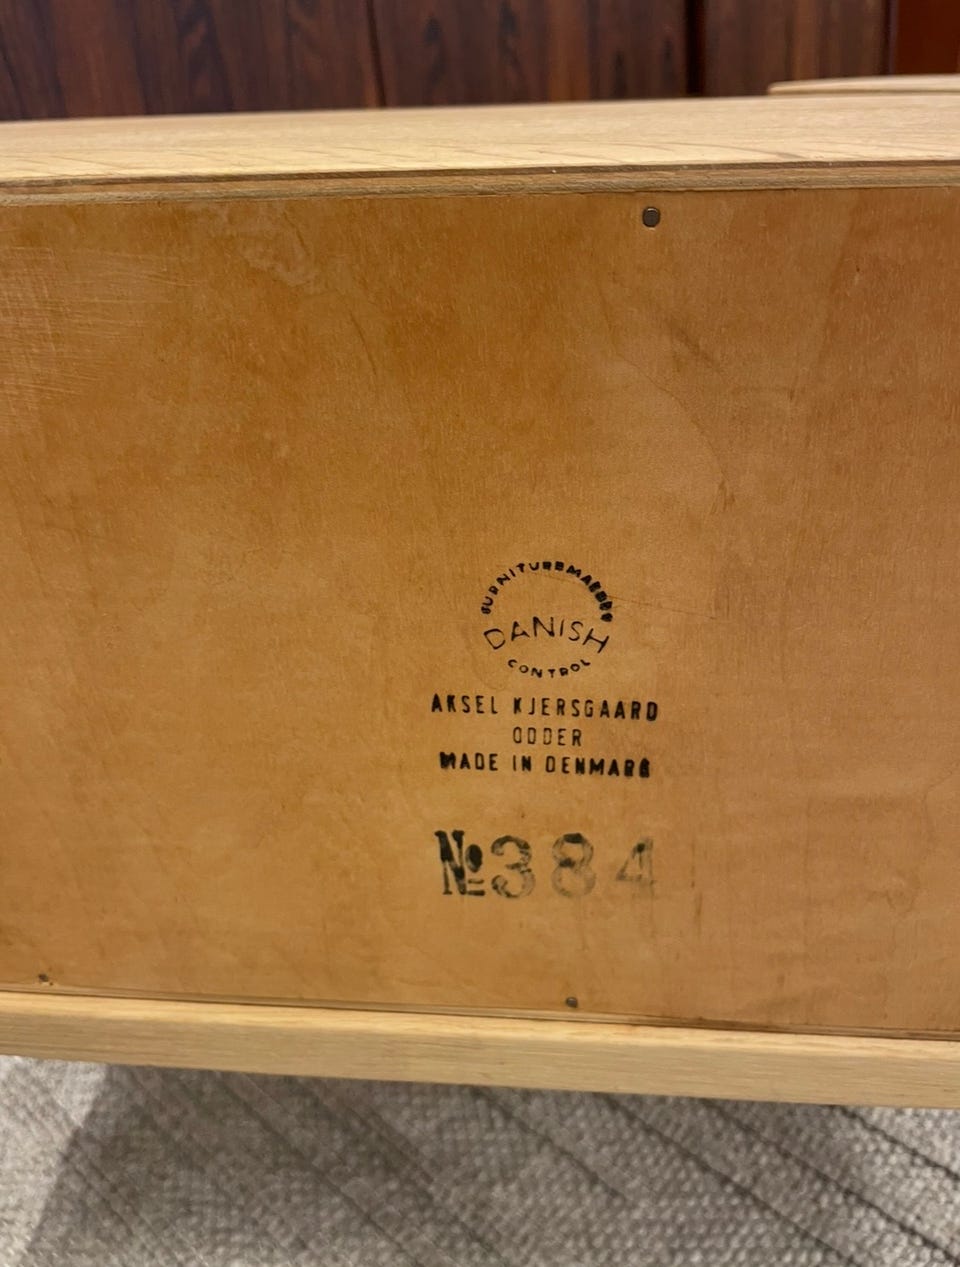 FURNITUREMAKERS
DANISH
CONTROL
AKSEL KJERSGAARD
ODDER
MADE IN DENMARK
№384